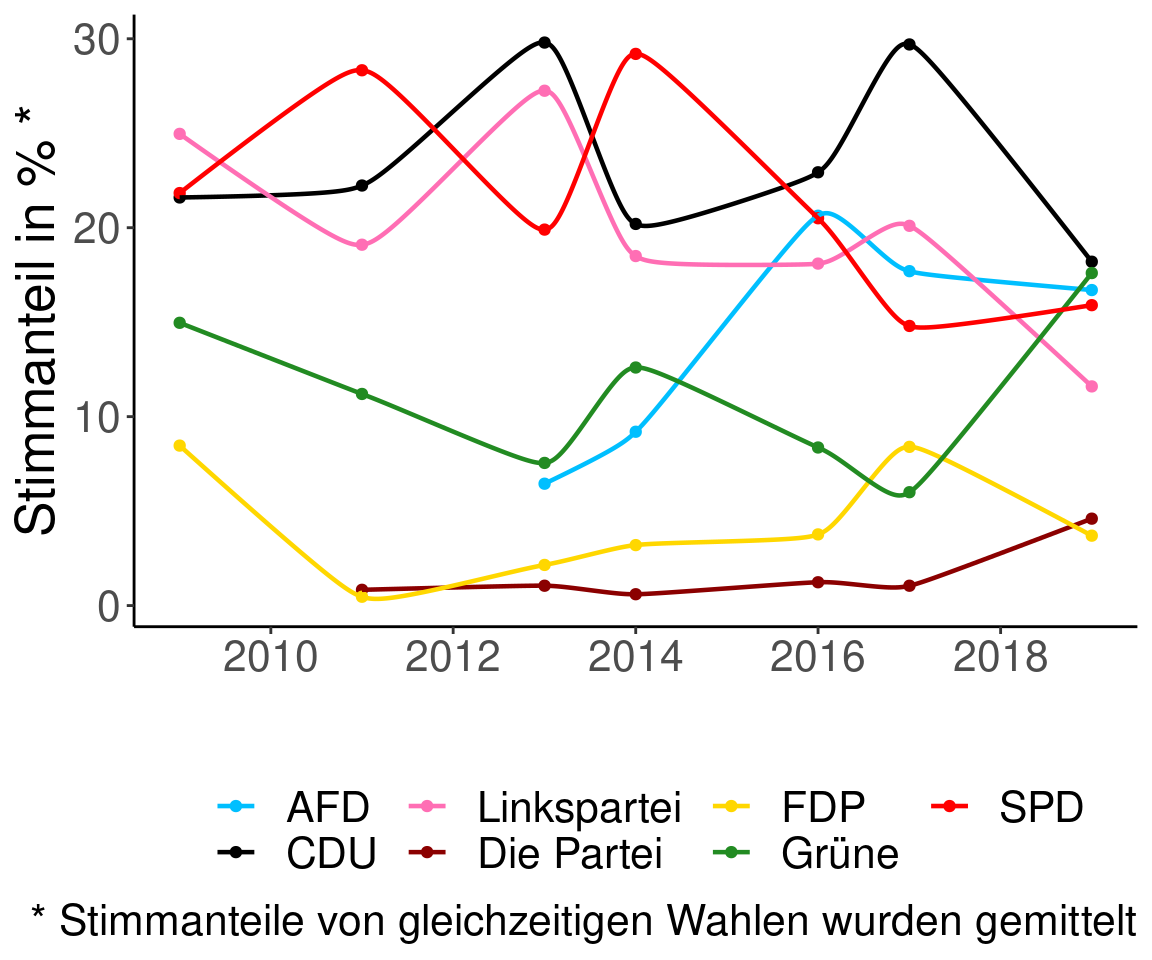 Stimmanteil in % *
30
20
10
0
2010 2012 2014 2016 2018
AFD Linkspartei FDP SPD
CDU Die Partei Grüne
* Stimmanteile von gleichzeitigen Wahlen wurden gemittelt